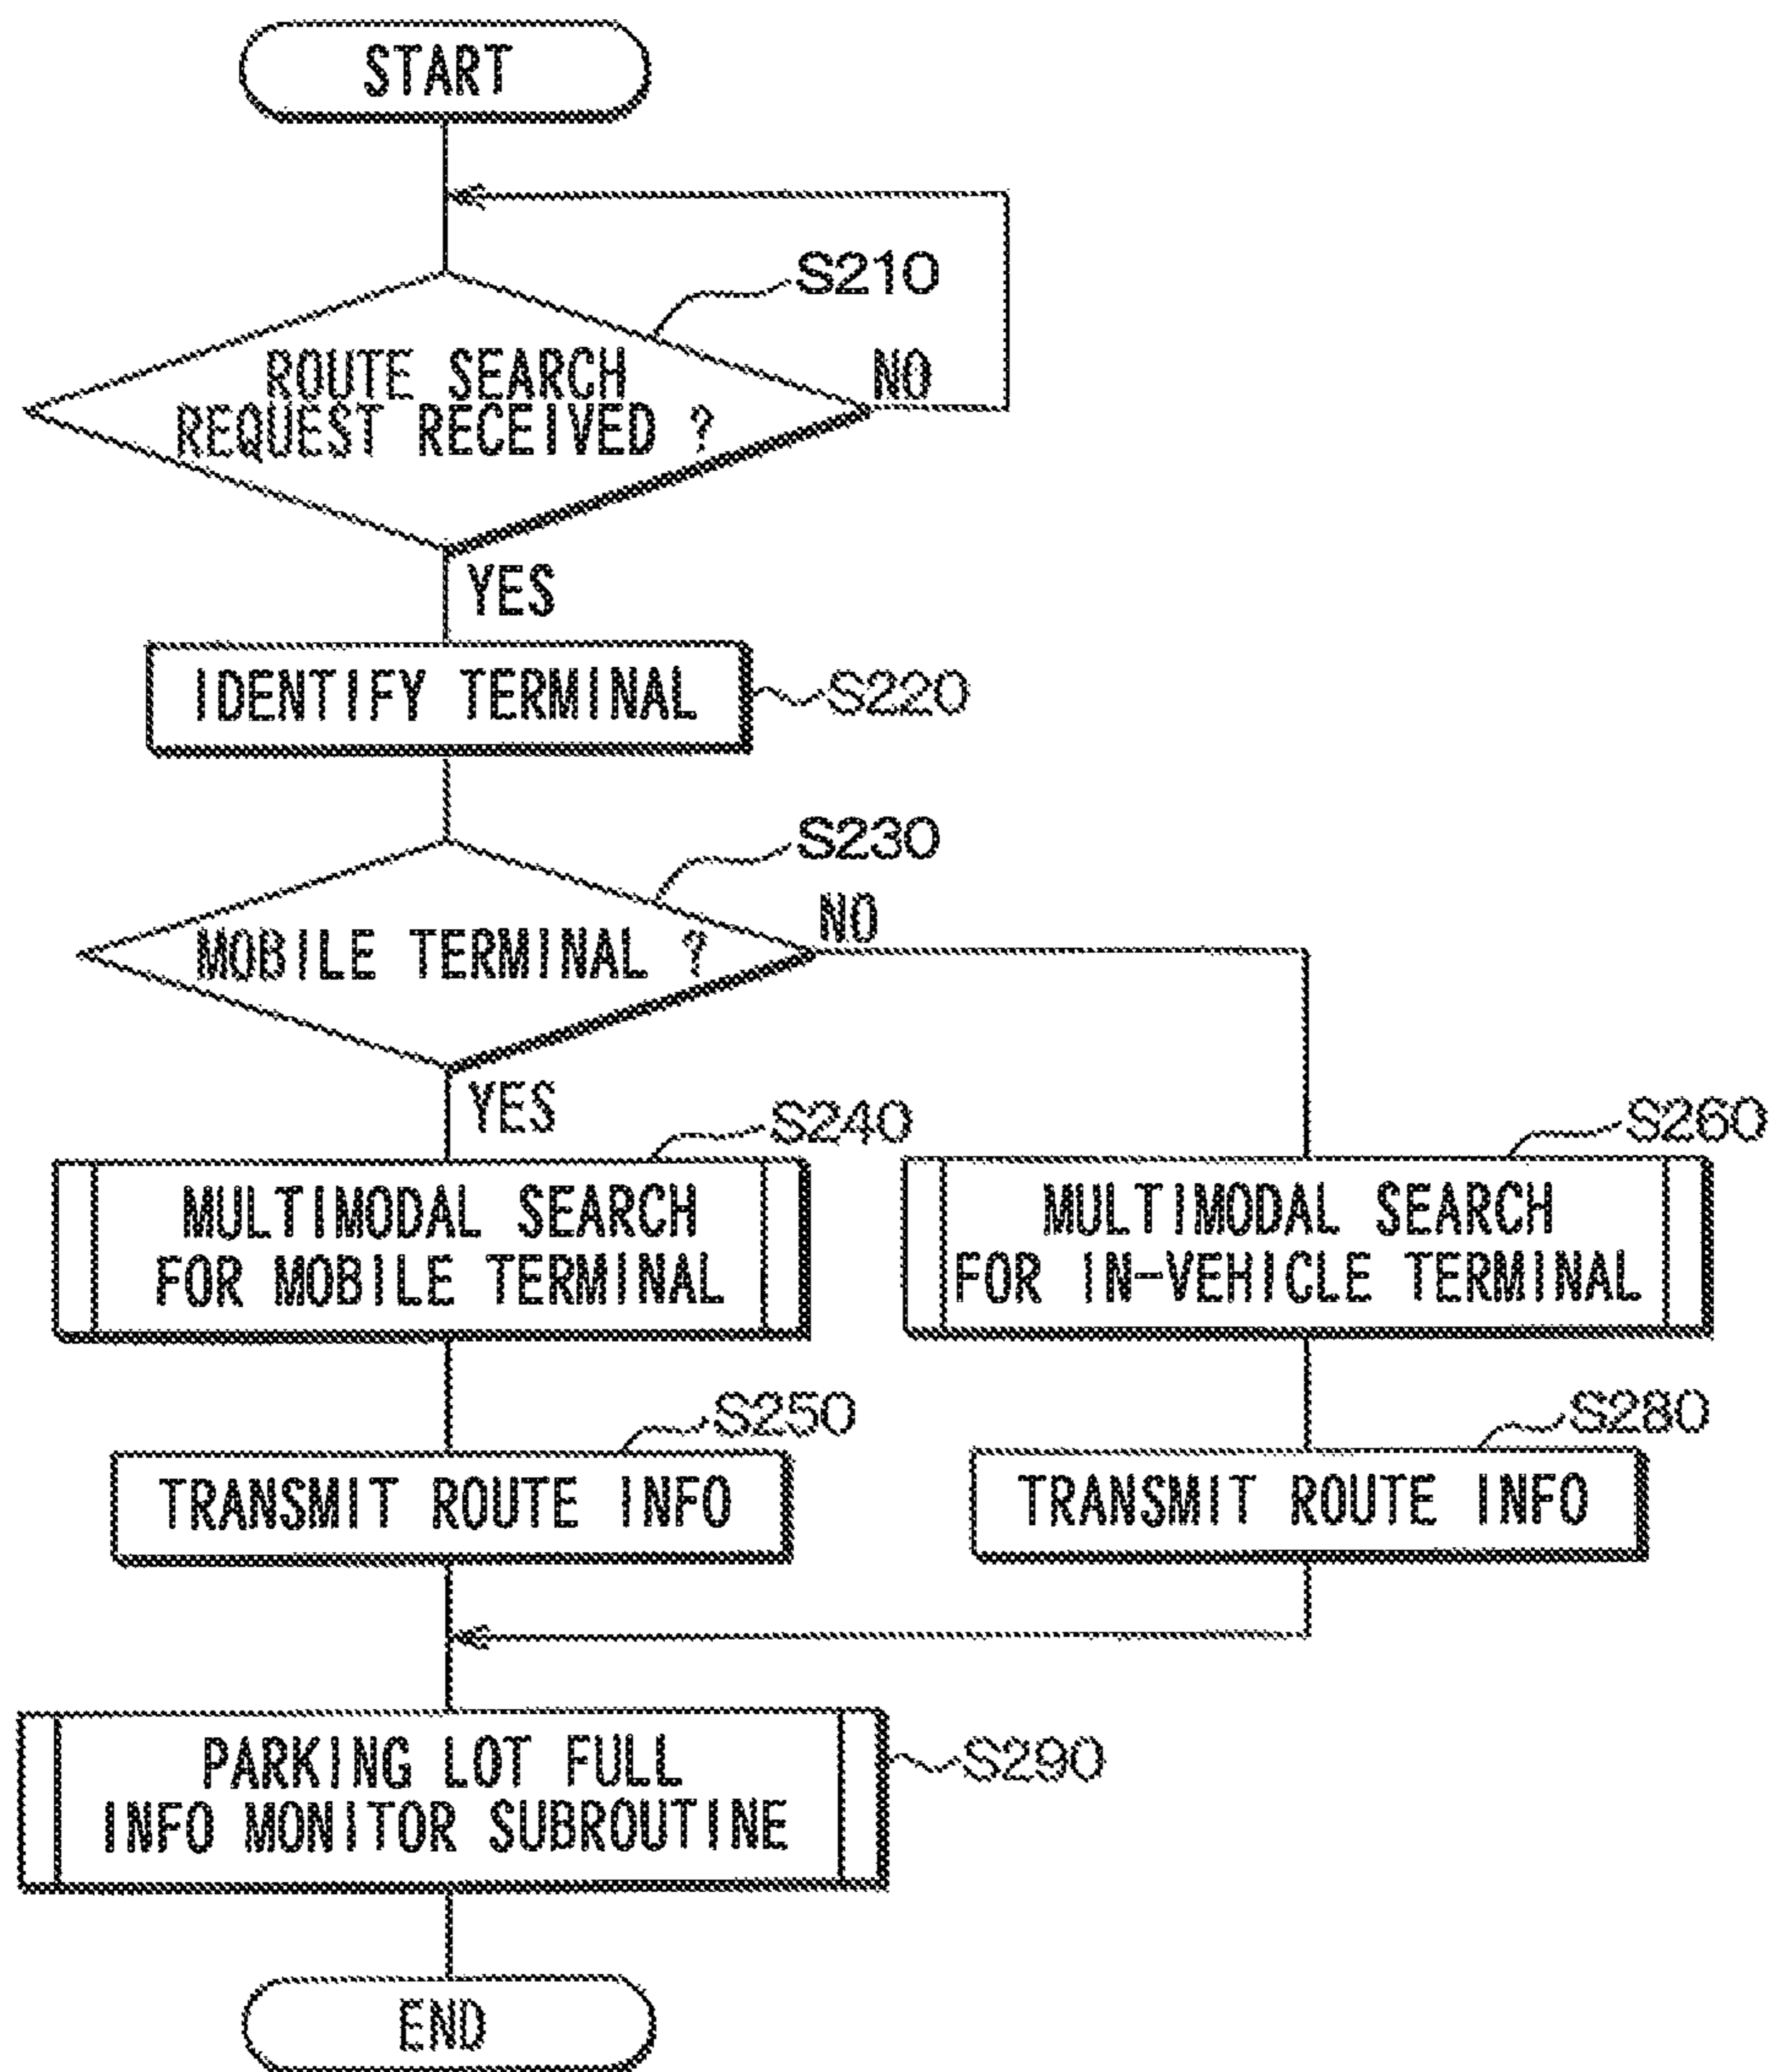 START
S210
ROUTE SEARCH
REQUEST RECEIVED ?
NO
YES
IDENTIFY TERMINAL
S220
S230
MOBILE TERMINAL ?
NO
YES
S240
MULTIMODAL SEARCH
FOR MOBILE TERMINAL
S260
MULTIMODAL SEARCH
FOR IN-VEHICLE TERMINAL
S250
TRANSMIT ROUTE INFO
S280
TRANSMIT ROUTE INFO
PARKING LOT FULL
INFO MONITOR SUBROUTINE
S290
END